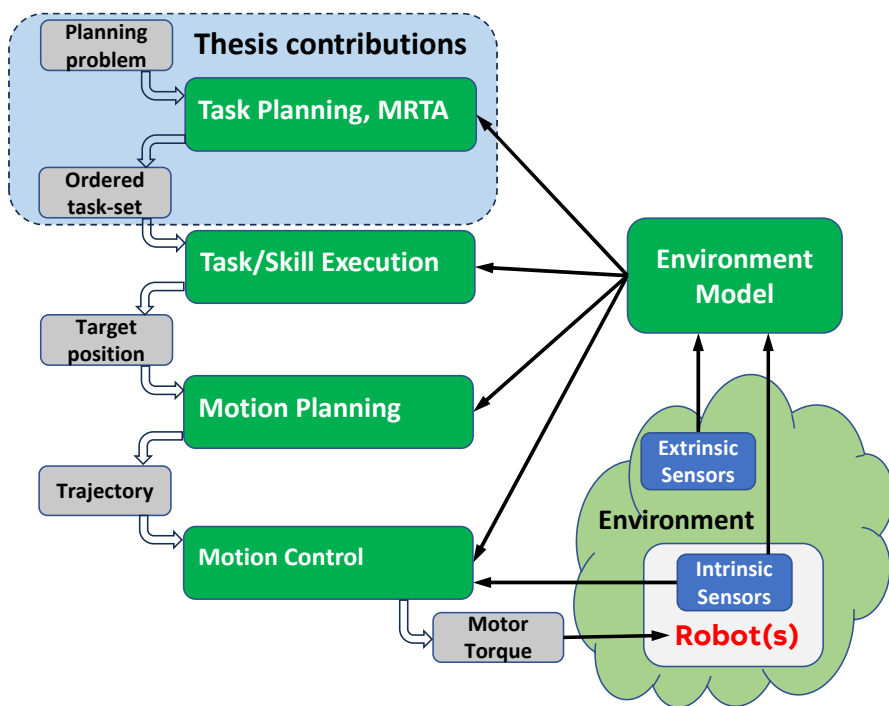 Planning
problem
Thesis contributions
Task Planning, MRTA
Ordered
task-set
Task/Skill Execution
Environment
Model
Target
position
Motion Planning
Extrinsic
Sensors
Trajectory
Environment
Motion Control
Intrinsic
Sensors
Motor
Torque
Robot(s)